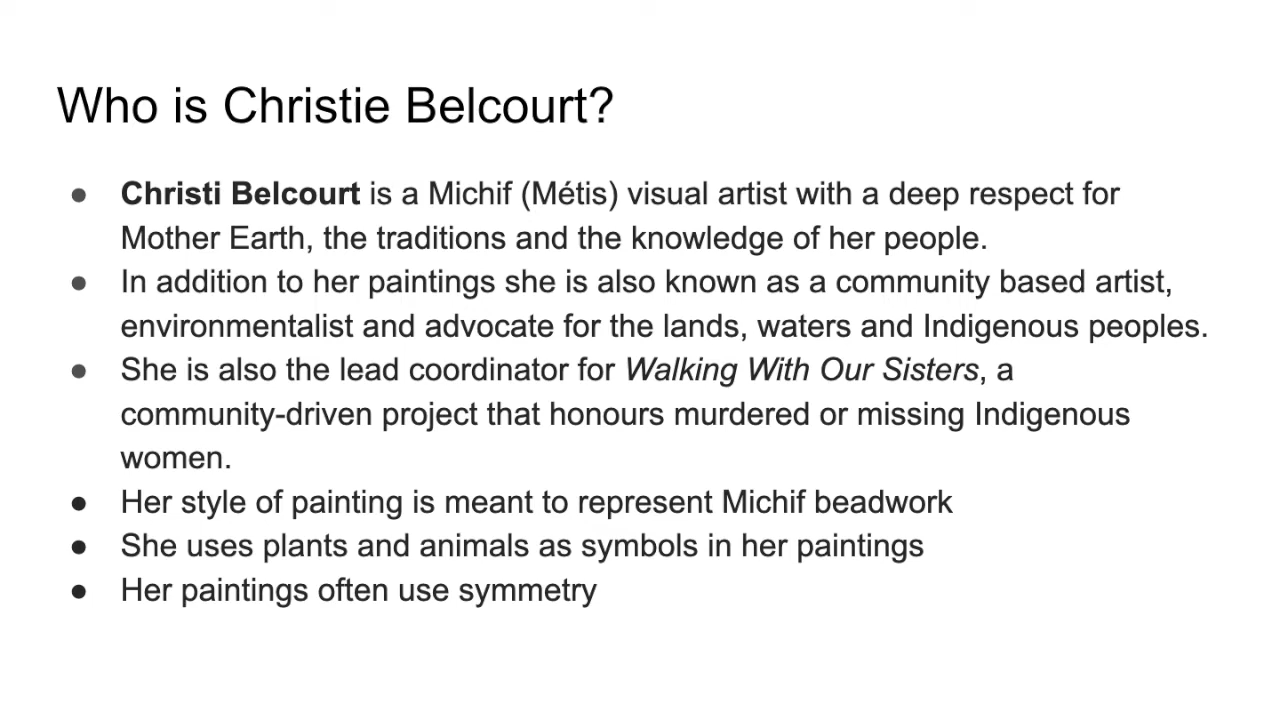 Who is Christie Belcourt?
● Christi Belcourt is a Michif (Métis) visual artist with a deep respect for
Mother Earth, the traditions and the knowledge of her people.
● In addition to her paintings she is also known as a community based artist,
environmentalist and advocate for the lands, waters and Indigenous peoples.
● She is also the lead coordinator for Walking With Our Sisters, a
community-driven project that honours murdered or missing Indigenous
women.
● Her style of painting is meant to represent Michif beadwork
● She uses plants and animals as symbols in her paintings
● Her paintings often use symmetry